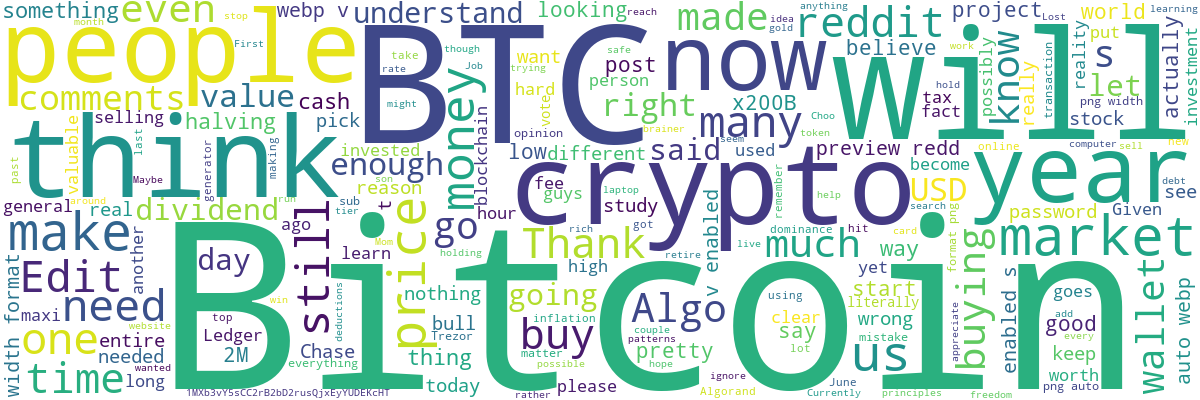 something
even
webp v
understand
looking
made
reddit
project
world
idea
anything
learning
month
stop
First
reach
gold
people
BTC
now
will
believe
know
s
put
reality
actually
investment
take
though
rate
Job
safe
trying
might
want
person
post
hard
vote
work
hold
Lost
transaction
possibly
really
let
comments
value
cash
money
right
x200B
tax
fact
stock
png width
selling
halving
pick
blockchain
opinion
brainer
many
Choo
token
online
computer
sell
new
think
invested
enough
low
different
said
seem
used
preview redd
year
past
valuable
last
generator
making
Maybe
reason
fee
guys
study
crypto
remember
help
become
debt
see
general
real
sub
tier
son
t
hour
rich
got
laptop
USD
search
card
password
Given
around
dividend
run
still
price
go
Thank
much
dominance
hit
live
retire
way
market
make
another
ago
learn
Mom
holding
high
v enabled
yet
format png
buying
Edit
day
Bitcoin
nothing
going
Algo
using
clear
start
literally
goes
wallet
auto webp
width format
need
maxi
win
top
deductions
bull
inflation
say
wrong
enabled s
add
good
every
one
entire
website
wanted
Ledger
2M
Chase
everything
Trezor
thing
buy
couple
patterns
pretty
lot
mistake
us
appreciate
keep
time
needed
long
today
matter
possible
hope
ignore
worth
png auto
rather
please
Algorand
June
Currently
principles
freedom
1MXb3vY5sCC2rB2bD2rusQjxEyYUDEKcHT